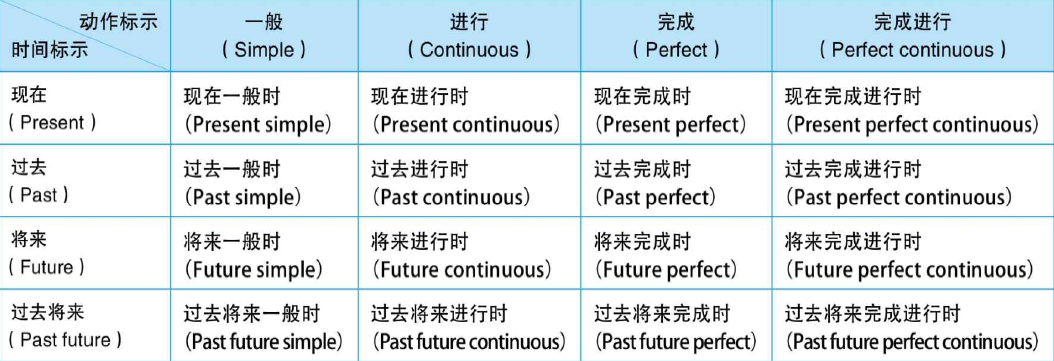 动作标示
时间标示
一般
（Simple）
进行
（Continuous）
完成
（Perfect）
完成进行
（Perfect continuous）
现在
（Present）
现在一般时
（Present simple）
现在进行时
（Present continuous）
现在完成时
（Present perfect）
现在完成进行时
（Present perfect continuous）
过去
（Past）
过去一般时
（Past simple）
过去进行时
（Past continuous）
过去完成时
（Past perfect）
过去完成进行时
（Past perfect continuous）
将来
（Future）
将来一般时
（Future simple）
将来进行时
（Future continuous）
将来完成时
（Future perfect）
将来完成进行时
（Future perfect continuous）
过去将来
（Past future）
过去将来一般时
（Past future simple）
过去将来进行时
（Past future continuous）
过去将来完成时
（Past future perfect）
过去将来完成进行时
（Past future perfect continuous）